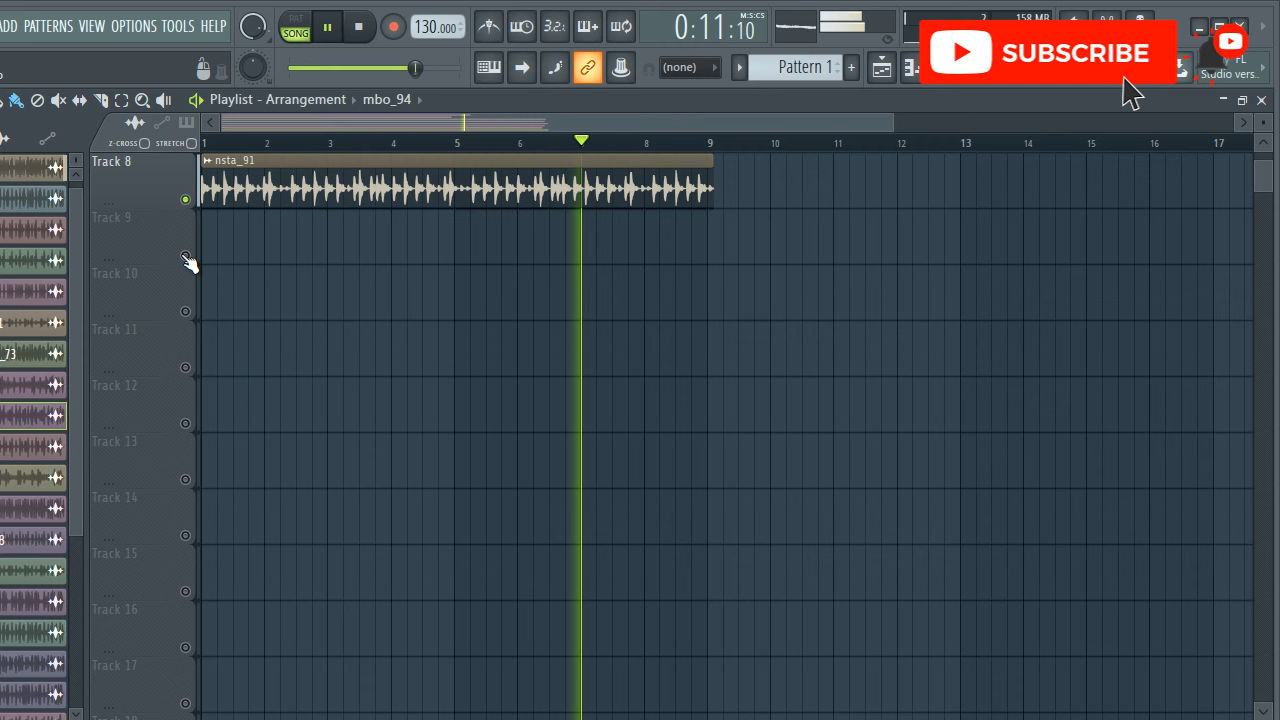 ADD PATTERNS VIEW OPTIONS TOOLS HELP
PAT
SONG
130.000
3.2.
0:11:10
M:S:CS
2
158 MB
SUBSCRIBE
(none)
Pattern 1
FL
Studio vers..
Playlist - Arrangement
mbo_94
Z-CROSS
STRETCH
1 2 3 4 5 6 7 8 9 10 11 12 13 14 15 16 17
Track 8
nsta_91
Track 9
Track 10
Track 11
_73
Track 12
Track 13
Track 14
Track 15
Track 16
Track 17